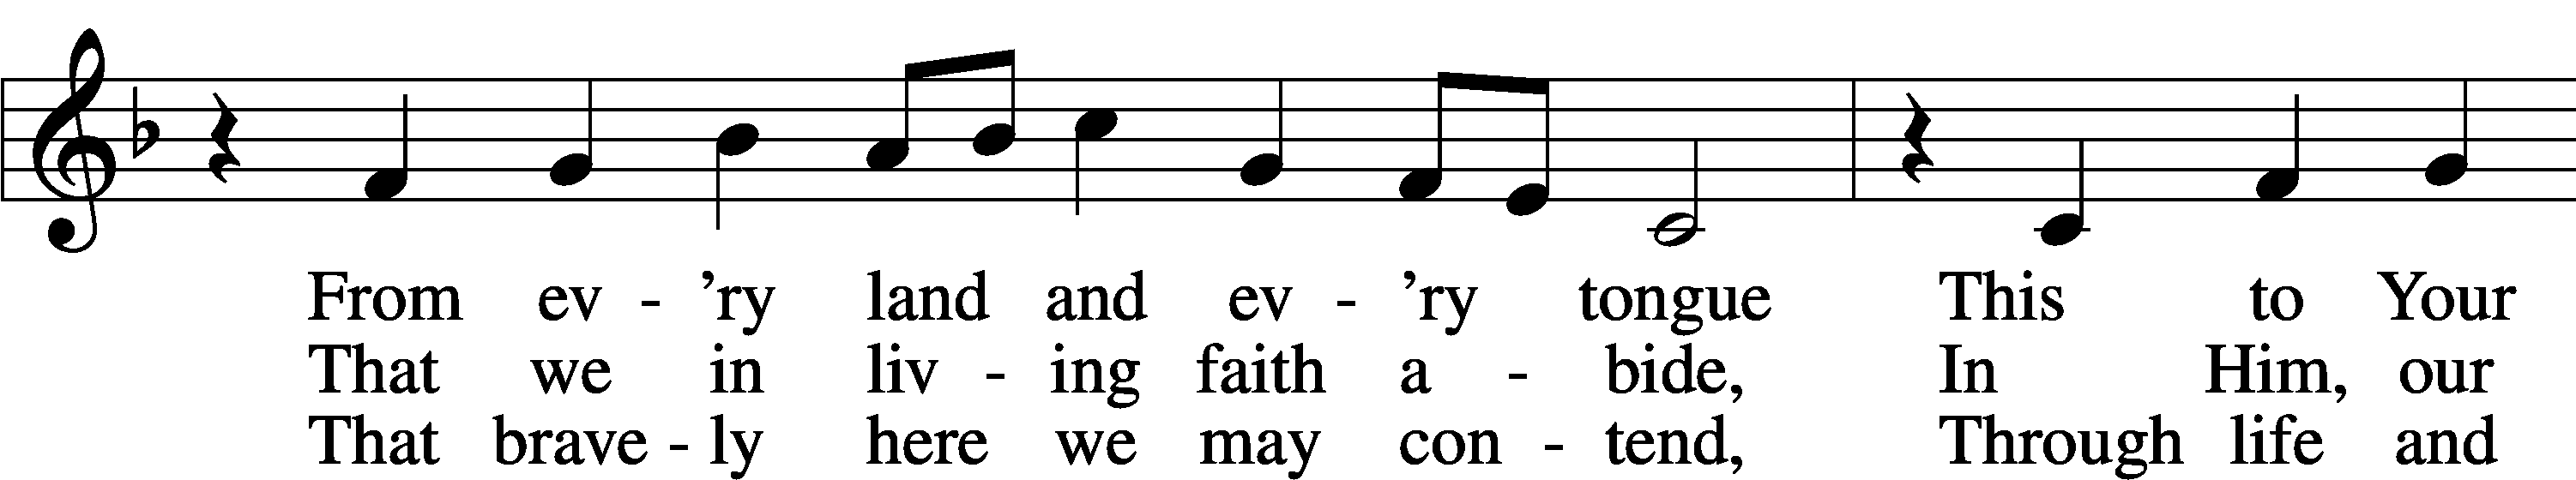 From ev - ’ry land and ev - ’ry tongue This to Your
That we in liv - ing faith a - bide, In Him, our
That brave - ly here we may con - tend, Through life and